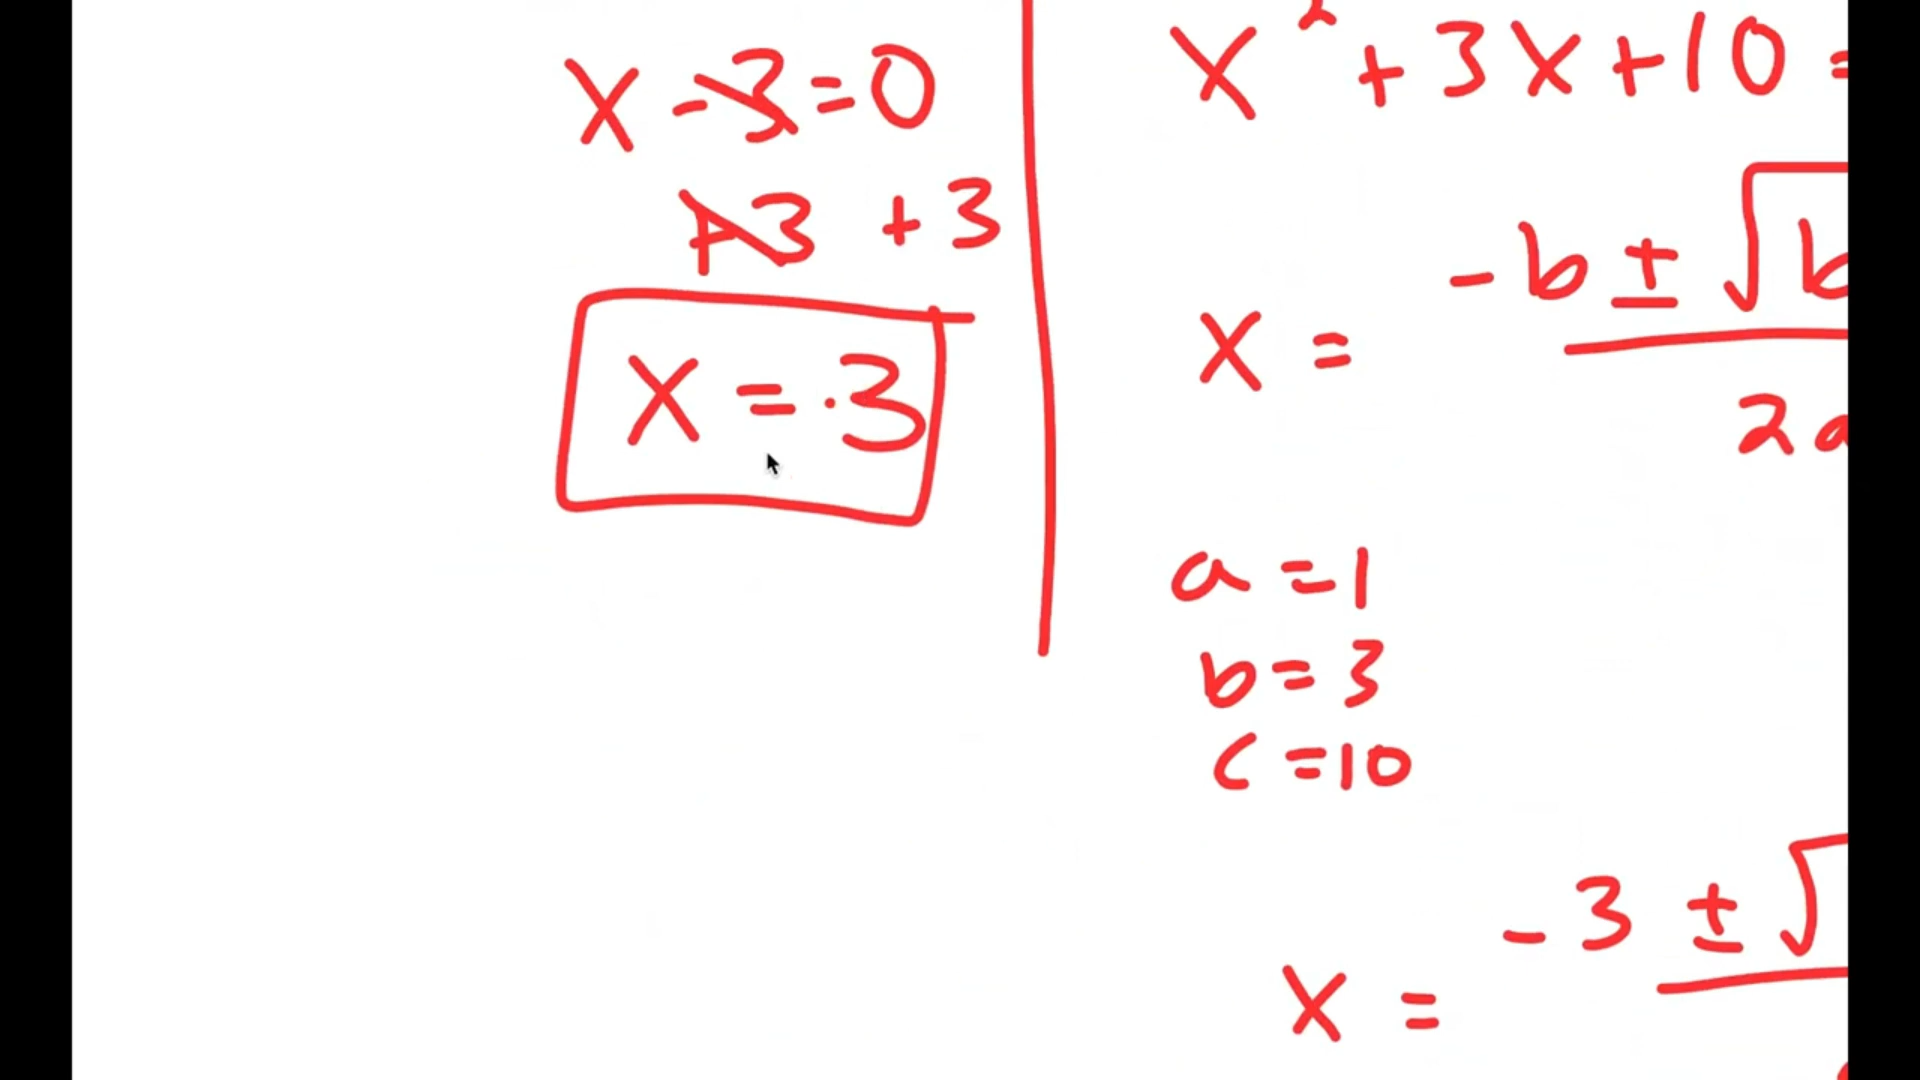 x - 3 = 0
+3 +3
x = 3
x² + 3x + 10 =
x = -b ± √b
2a
a = 1
b = 3
c = 10
x = -3 ± √